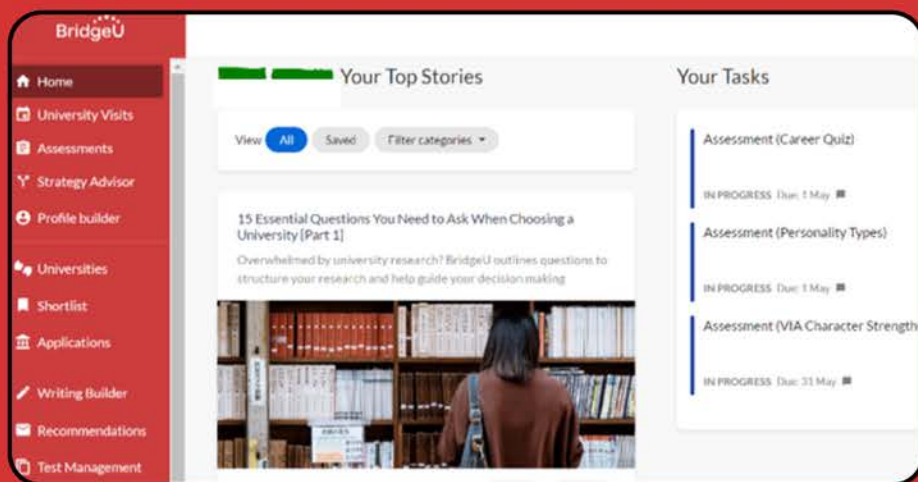 BridgeU
Home
University Visits
Assessments
Strategy Advisor
Profile builder
Universities
Shortlist
Applications
Writing Builder
Recommendations
Test Management
Your Top Stories
View All Saved Filter categories
15 Essential Questions You Need to Ask When Choosing a
University [Part 1]
Overwhelmed by university research? BridgeU outlines questions to
structure your research and help guide your decision making
Your Tasks
Assessment (Career Quiz)
IN PROGRESS Due: 1 May
Assessment (Personality Types)
IN PROGRESS Due: 1 May
Assessment (VIA Character Strength
IN PROGRESS Due: 31 May